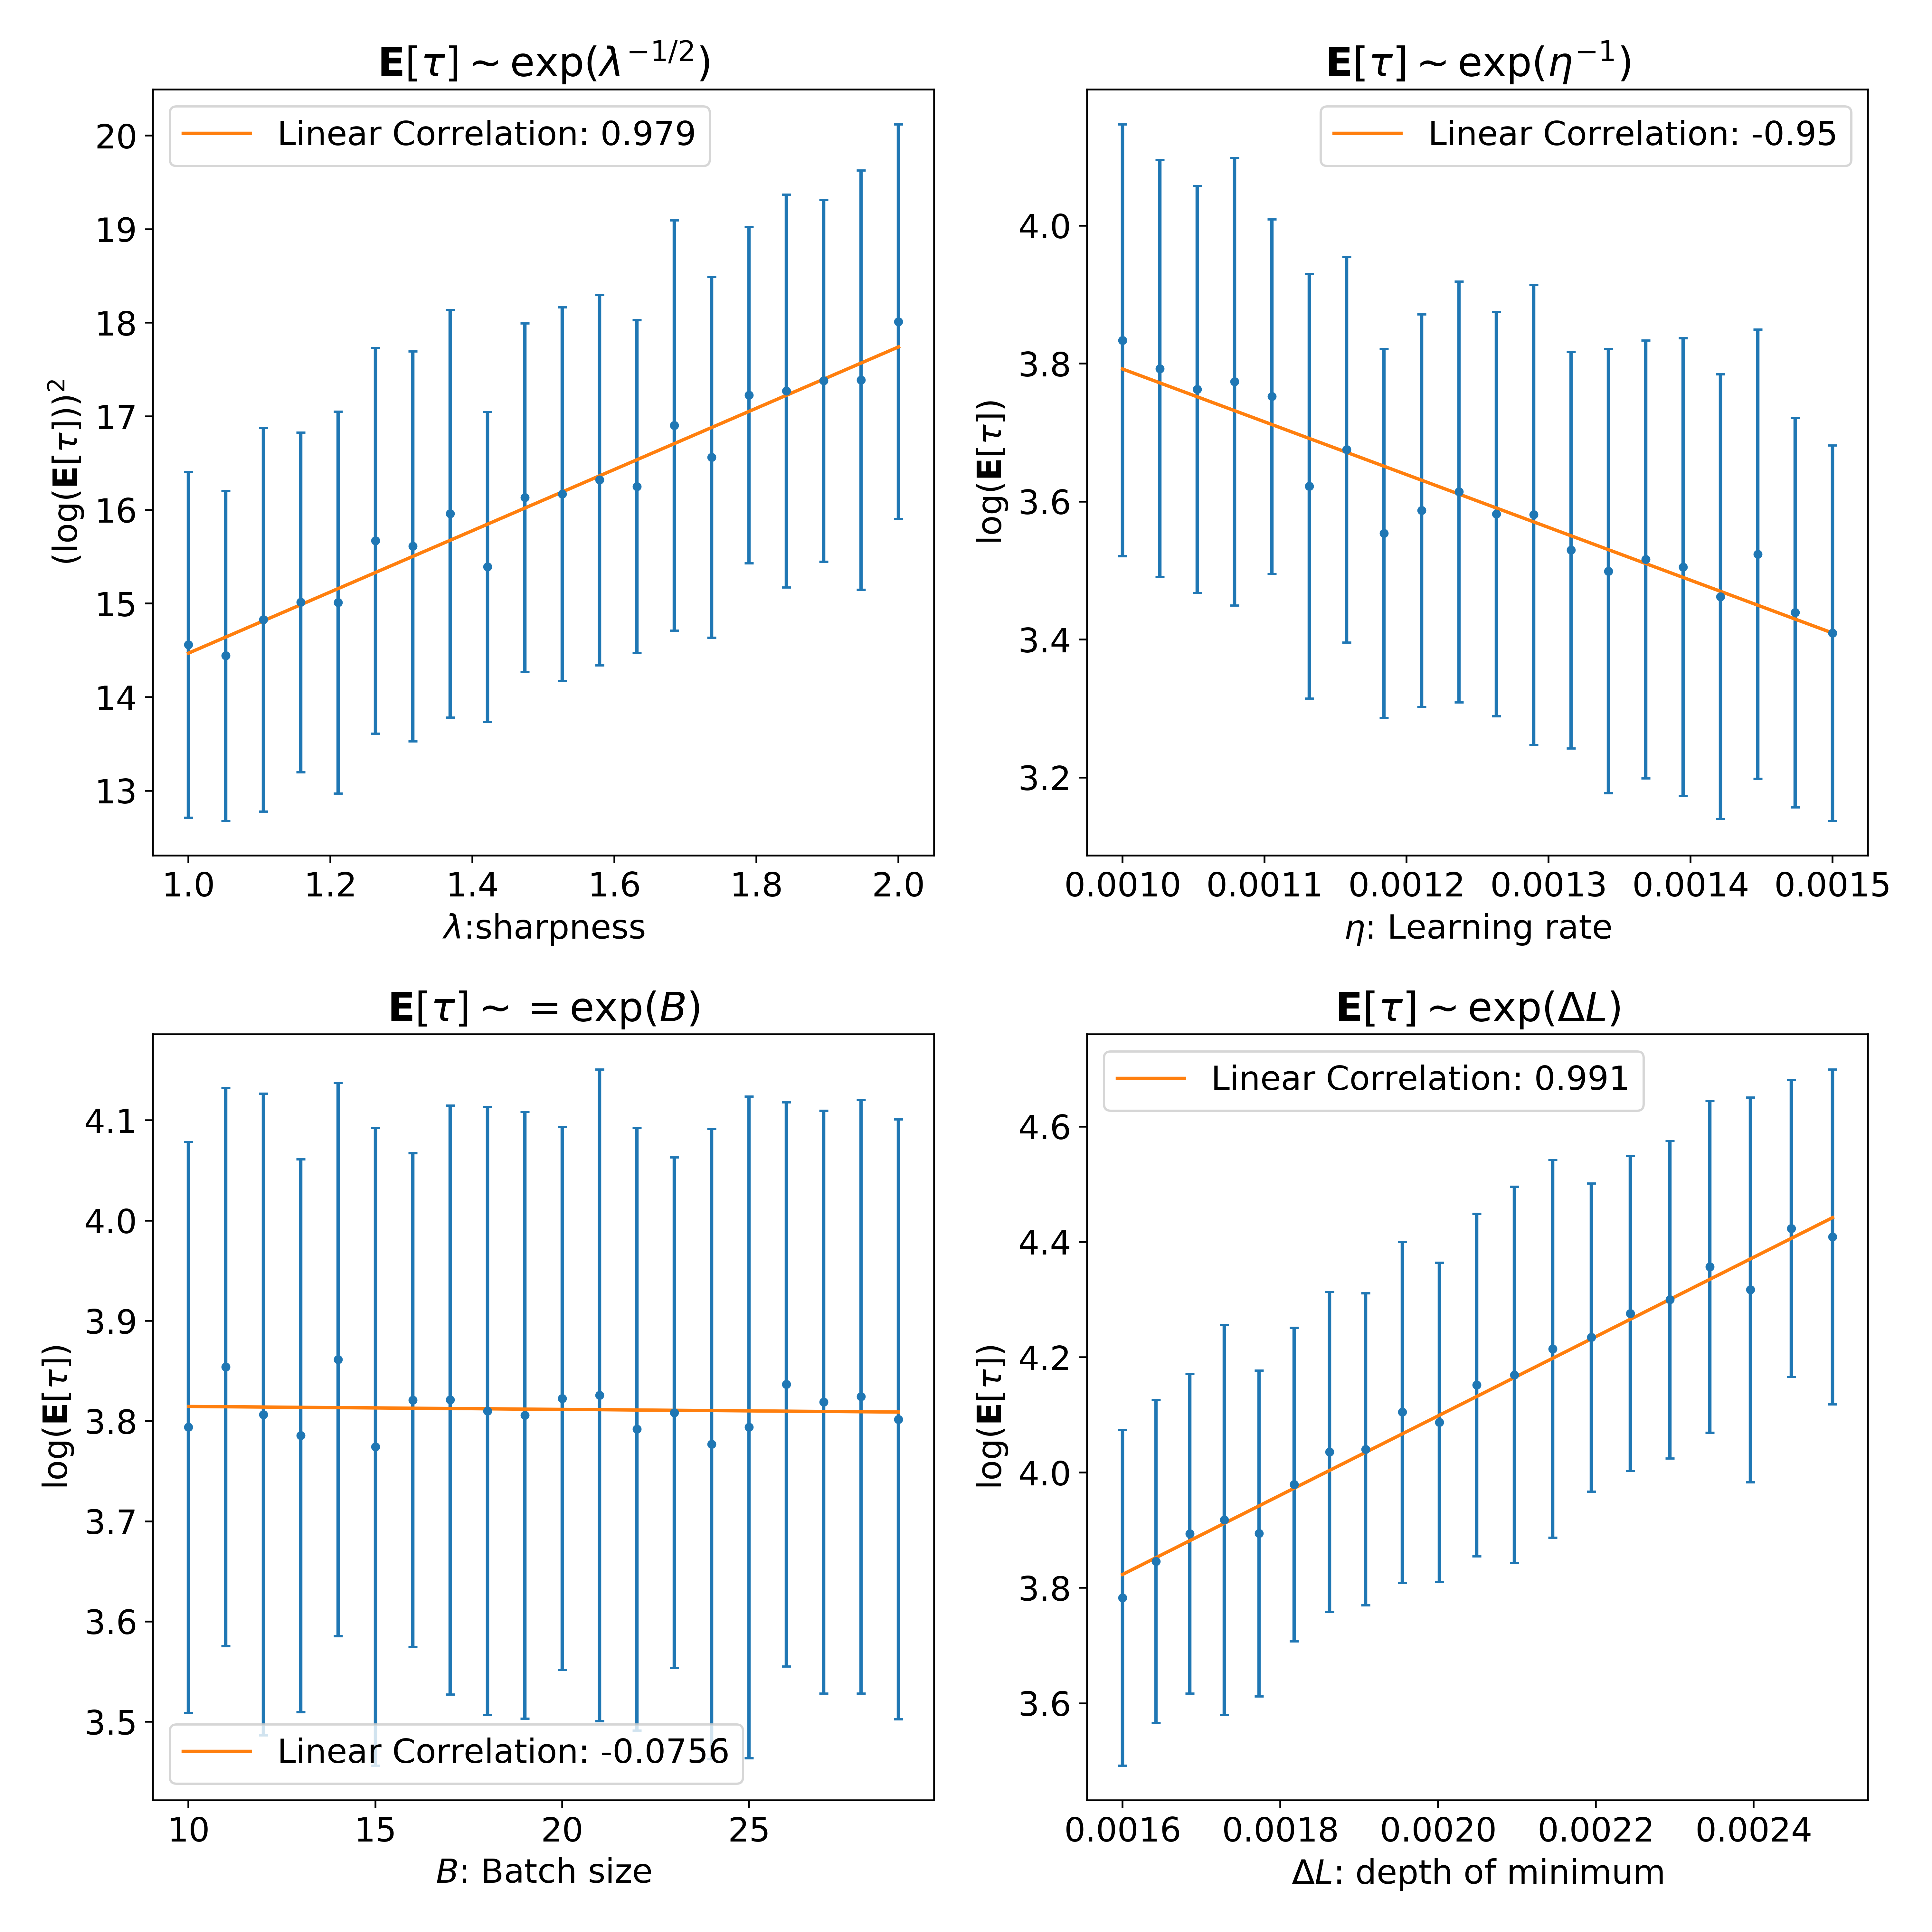 E[τ] ∼ exp(λ^{−1/2})
Linear Correlation: 0.979
(log(E[τ]))²
20
19
18
17
16
15
14
13
1.0 1.2 1.4 1.6 1.8 2.0
λ:sharpness
E[τ] ∼ exp(η^{−1})
Linear Correlation: -0.95
log(E[τ])
4.0
3.8
3.6
3.4
3.2
0.0010 0.0011 0.0012 0.0013 0.0014 0.0015
η: Learning rate
E[τ] ∼ = exp(B)
log(E[τ])
4.1
4.0
3.9
3.8
3.7
3.6
3.5
Linear Correlation: -0.0756
10 15 20 25
B: Batch size
E[τ] ∼ exp(ΔL)
Linear Correlation: 0.991
log(E[τ])
4.6
4.4
4.2
4.0
3.8
3.6
0.0016 0.0018 0.0020 0.0022 0.0024
ΔL: depth of minimum